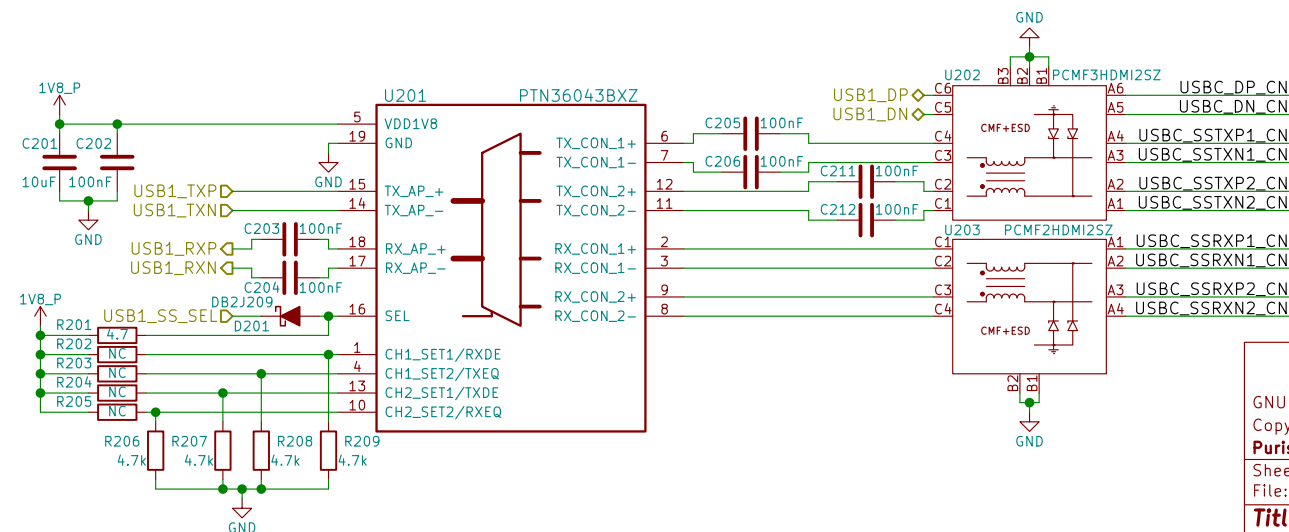 GND
1V8_P
C201
10uF
C202
100nF
GND
U201
PTN36043BXZ
5
VDD1V8
19
GND
GND
USB1_TXP
15
TX_AP_+
USB1_TXN
14
TX_AP_-
USB1_RXP
C203
100nF
18
RX_AP_+
USB1_RXN
C204
100nF
17
RX_AP_-
DB2J209
USB1_SS_SEL
D201
16
SEL
1V8_P
R201
4.7
R202
NC
1
CH1_SET1/RXDE
R203
NC
4
CH1_SET2/TXEQ
R204
NC
13
CH2_SET1/TXDE
R205
NC
10
CH2_SET2/RXEQ
R206
4.7k
R207
4.7k
R208
4.7k
R209
4.7k
GND
TX_CON_1+
6
TX_CON_1-
7
TX_CON_2+
12
TX_CON_2-
11
RX_CON_1+
2
RX_CON_1-
3
RX_CON_2+
9
RX_CON_2-
8
C205
100nF
C206
100nF
C211
100nF
C212
100nF
USB1_DP
USB1_DN
U202
PCMF3HDMI2SZ
B3
B2
B1
CMF+ESD
C6
C5
C4
C3
C2
C1
A6
USBC_DP_CN
A5
USBC_DN_CN
A4
USBC_SSTXP1_CN
A3
USBC_SSTXN1_CN
A2
USBC_SSTXP2_CN
A1
USBC_SSTXN2_CN
U203
PCMF2HDMI2SZ
CMF+ESD
C1
C2
C3
C4
A1
USBC_SSRXP1_CN
A2
USBC_SSRXN1_CN
A3
USBC_SSRXP2_CN
A4
USBC_SSRXN2_CN
B2
B1
GND
GNU
Copy
Puris
Sheet
File:
Titl